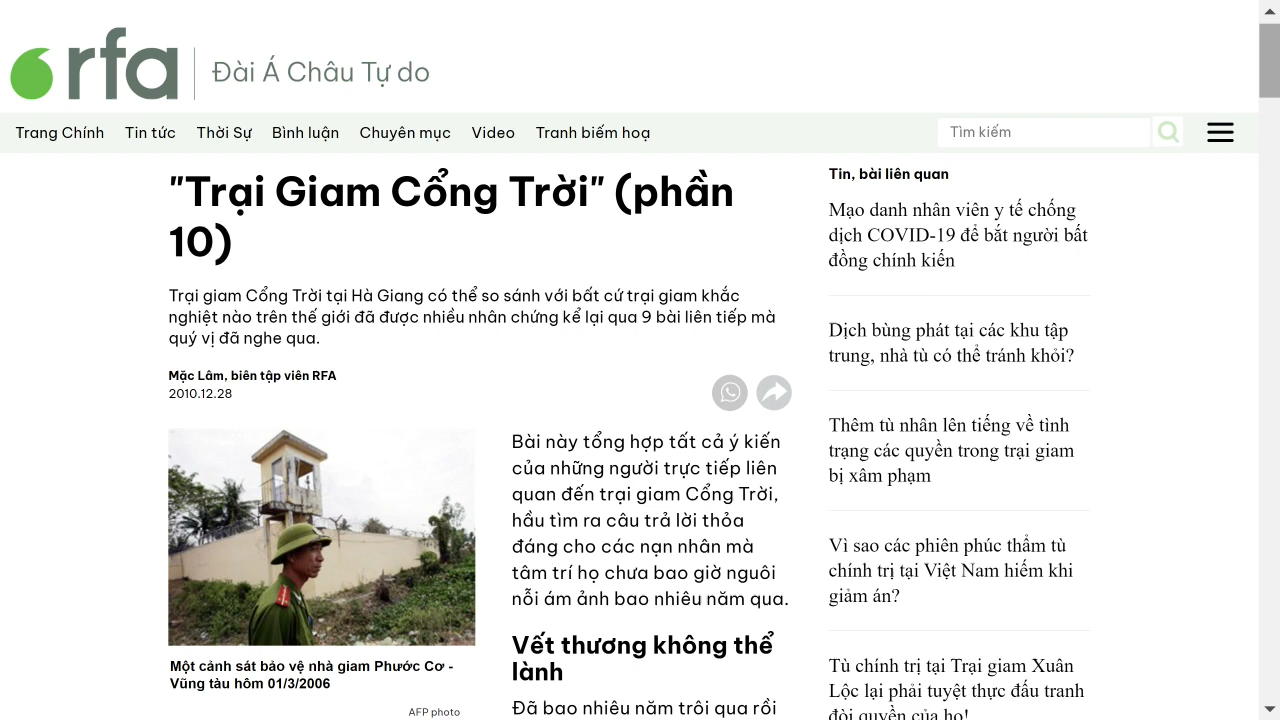 rfa
Đài Á Châu Tự do
Trang Chính Tin tức Thời Sự Bình luận Chuyên mục Video Tranh biếm hoạ
Tìm kiếm
"Trại Giam Cổng Trời" (phần
10)
Trại giam Cổng Trời tại Hà Giang có thể so sánh với bất cứ trại giam khắc
nghiệt nào trên thế giới đã được nhiều nhân chứng kể lại qua 9 bài liên tiếp mà
quý vị đã nghe qua.
Mặc Lâm, biên tập viên RFA
2010.12.28
Một cảnh sát bảo vệ nhà giam Phước Cơ -
Vũng tàu hôm 01/3/2006
AFP photo
Bài này tổng hợp tất cả ý kiến
của những người trực tiếp liên
quan đến trại giam Cổng Trời,
hầu tìm ra câu trả lời thỏa
đáng cho các nạn nhân mà
tâm trí họ chưa bao giờ nguôi
nỗi ám ảnh bao nhiêu năm qua.
Vết thương không thể
lành
Đã bao nhiêu năm trôi qua rồi
Tin, bài liên quan
Mạo danh nhân viên y tế chống
dịch COVID-19 để bắt người bất
đồng chính kiến
Dịch bùng phát tại các khu tập
trung, nhà tù có thể tránh khỏi?
Thêm tù nhân lên tiếng về tình
trạng các quyền trong trại giam
bị xâm phạm
Vì sao các phiên phúc thẩm tù
chính trị tại Việt Nam hiếm khi
giảm án?
Tù chính trị tại Trại giam Xuân
Lộc lại phải tuyệt thực đấu tranh
đòi quyền của họ!